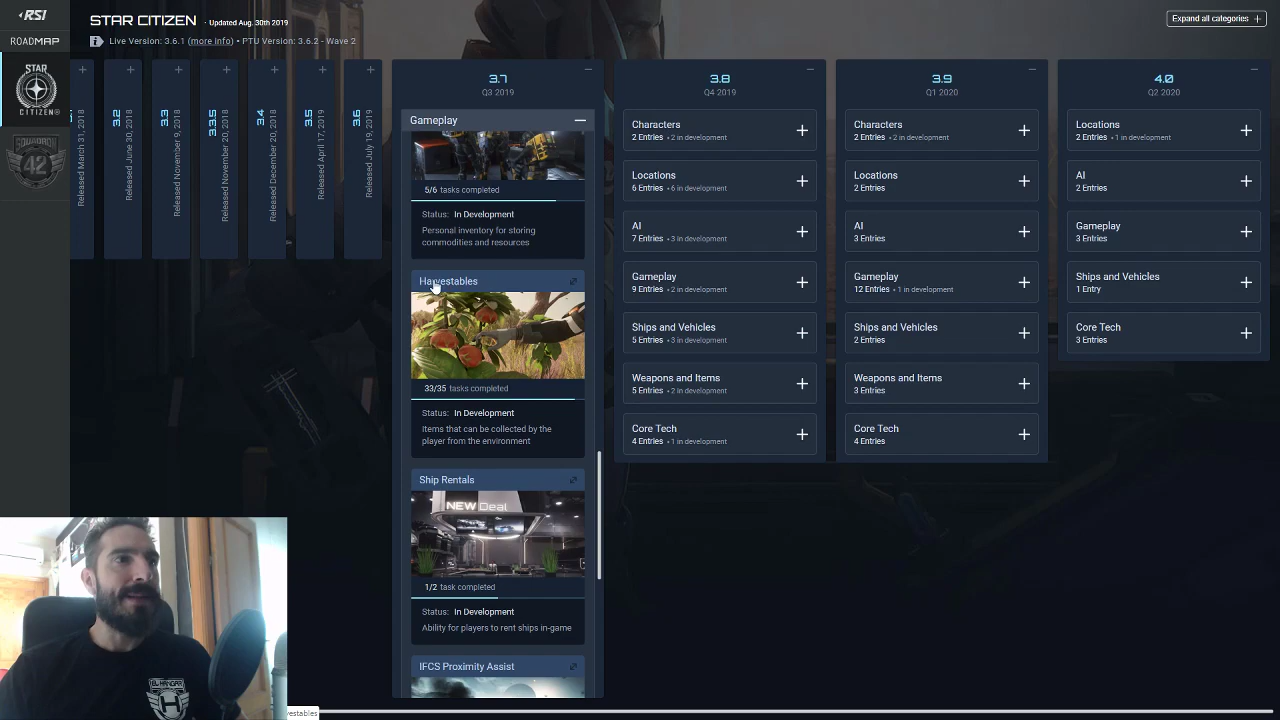 RSI
ROADMAP
STAR CITIZEN • Updated Aug. 30th 2019
Live Version: 3.6.1 (more info) • PTU Version: 3.6.2 - Wave 2
Expand all categories
STAR CITIZEN
SQUADRON 42
Released March 31, 2018
3.2
Released June 30, 2018
3.3
Released November 9, 2018
3.3.5
Released November 20, 2018
3.4
Released December 20, 2018
3.5
Released April 17, 2019
3.6
Released July 19, 2019
3.7
Q3 2019
Gameplay
5/6 tasks completed
Status: In Development
Personal inventory for storing
commodities and resources
Harvestables
33/35 tasks completed
Status: In Development
Items that can be collected by the
player from the environment
Ship Rentals
NEW Deal
1/2 task completed
Status: In Development
Ability for players to rent ships in-game
IFCS Proximity Assist
3.8
Q4 2019
Characters
2 Entries • 2 in development
Locations
6 Entries • 6 in development
AI
7 Entries • 3 in development
Gameplay
9 Entries • 2 in development
Ships and Vehicles
5 Entries • 3 in development
Weapons and Items
5 Entries • 2 in development
Core Tech
4 Entries • 1 in development
3.9
Q1 2020
Characters
2 Entries • 2 in development
Locations
2 Entries
AI
3 Entries
Gameplay
12 Entries • 1 in development
Ships and Vehicles
2 Entries
Weapons and Items
3 Entries
Core Tech
4 Entries
4.0
Q2 2020
Locations
2 Entries • 1 in development
AI
2 Entries
Gameplay
3 Entries
Ships and Vehicles
1 Entry
Core Tech
3 Entries
vestables